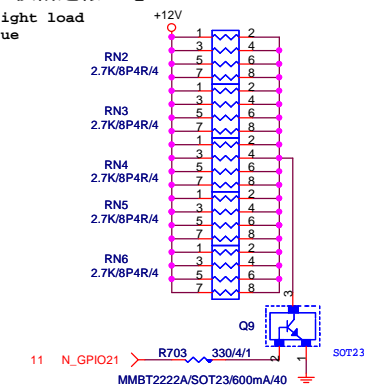 ight load
ue
+12V
1 2
3 4
RN2
5 6
2.7K/8P4R/4
7 8
1 2
3 4
RN3
5 6
2.7K/8P4R/4
7 8
1 2
3 4
RN4
5 6
2.7K/8P4R/4
7 8
1 2
RN5
3 4
2.7K/8P4R/4
5 6
7 8
1 2
RN6
3 4
2.7K/8P4R/4
5 6
7 8
3
Q9
SOT23
2 1
11 N_GPIO21 R703 330/4/1
MMBT2222A/SOT23/600mA/40